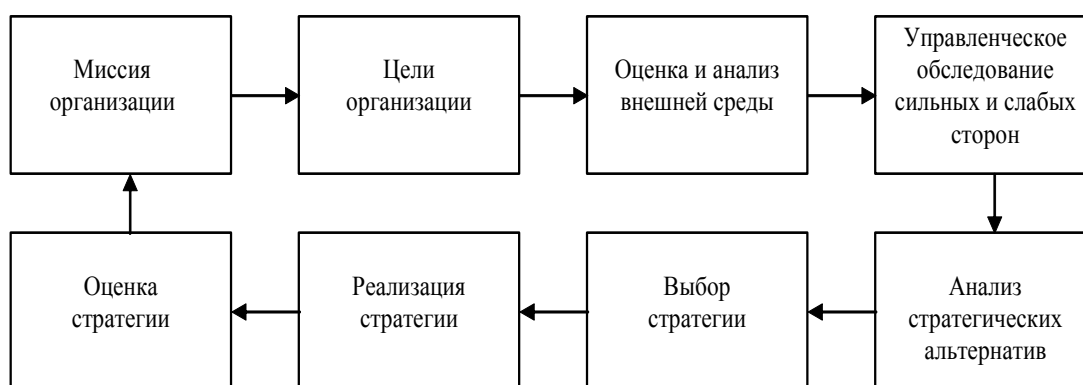 Миссия
организации
Цели
организации
Оценка и анализ
внешней среды
Управленческое
обследование
сильных и слабых
сторон
Оценка
стратегии
Реализация
стратегии
Выбор
стратегии
Анализ
стратегических
альтернатив